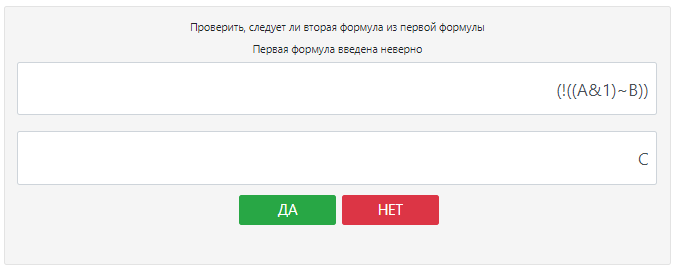 Проверить, следует ли вторая формула из первой формулы
Первая формула введена неверно
(!((A&1)~B))
C
ДА НЕТ